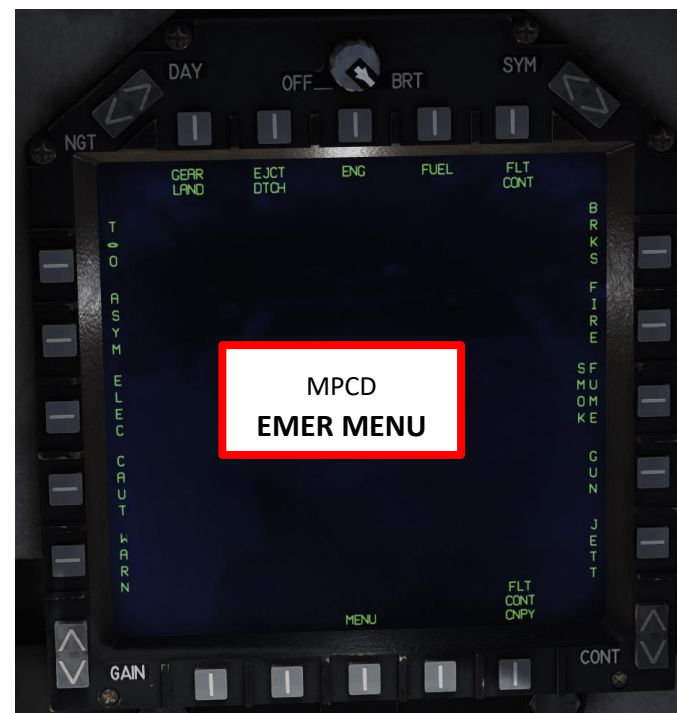 DAY
OFF
BRT
SYM
NGT
GEAR
LAND
EJCT
DTCH
ENG
FUEL
FLT
CONT
T O
ASYM
ELEC
CAUT
WARN
BRKS
FIRE
SMOK
FUME
GUN
JETT
MPCD
EMER MENU
MENU
FLT
CONT
CNPY
GAIN
CONT